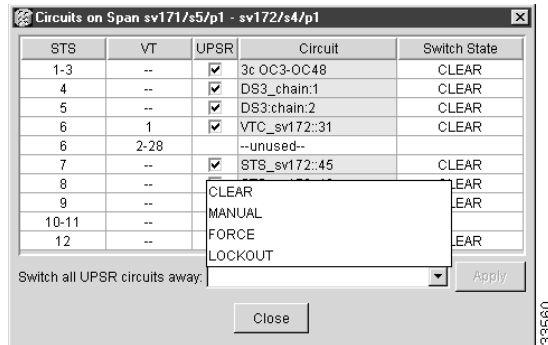 Circuits on Span sv171/s5/p1 - sv172/s4/p1
STS VT UPSR Circuit Switch State
1-3 -- 3c OC3-OC48 CLEAR
4 -- DS3_chain:1 CLEAR
5 -- DS3:chain:2 CLEAR
6 1 VTC_sv172::31 CLEAR
6 2-28 --unused--
7 -- STS_sv172::45 CLEAR
8 -- LEAR
9 -- LEAR
10-11 --
12 -- LEAR
CLEAR
MANUAL
FORCE
LOCKOUT
Switch all UPSR circuits away: Apply
Close
33560